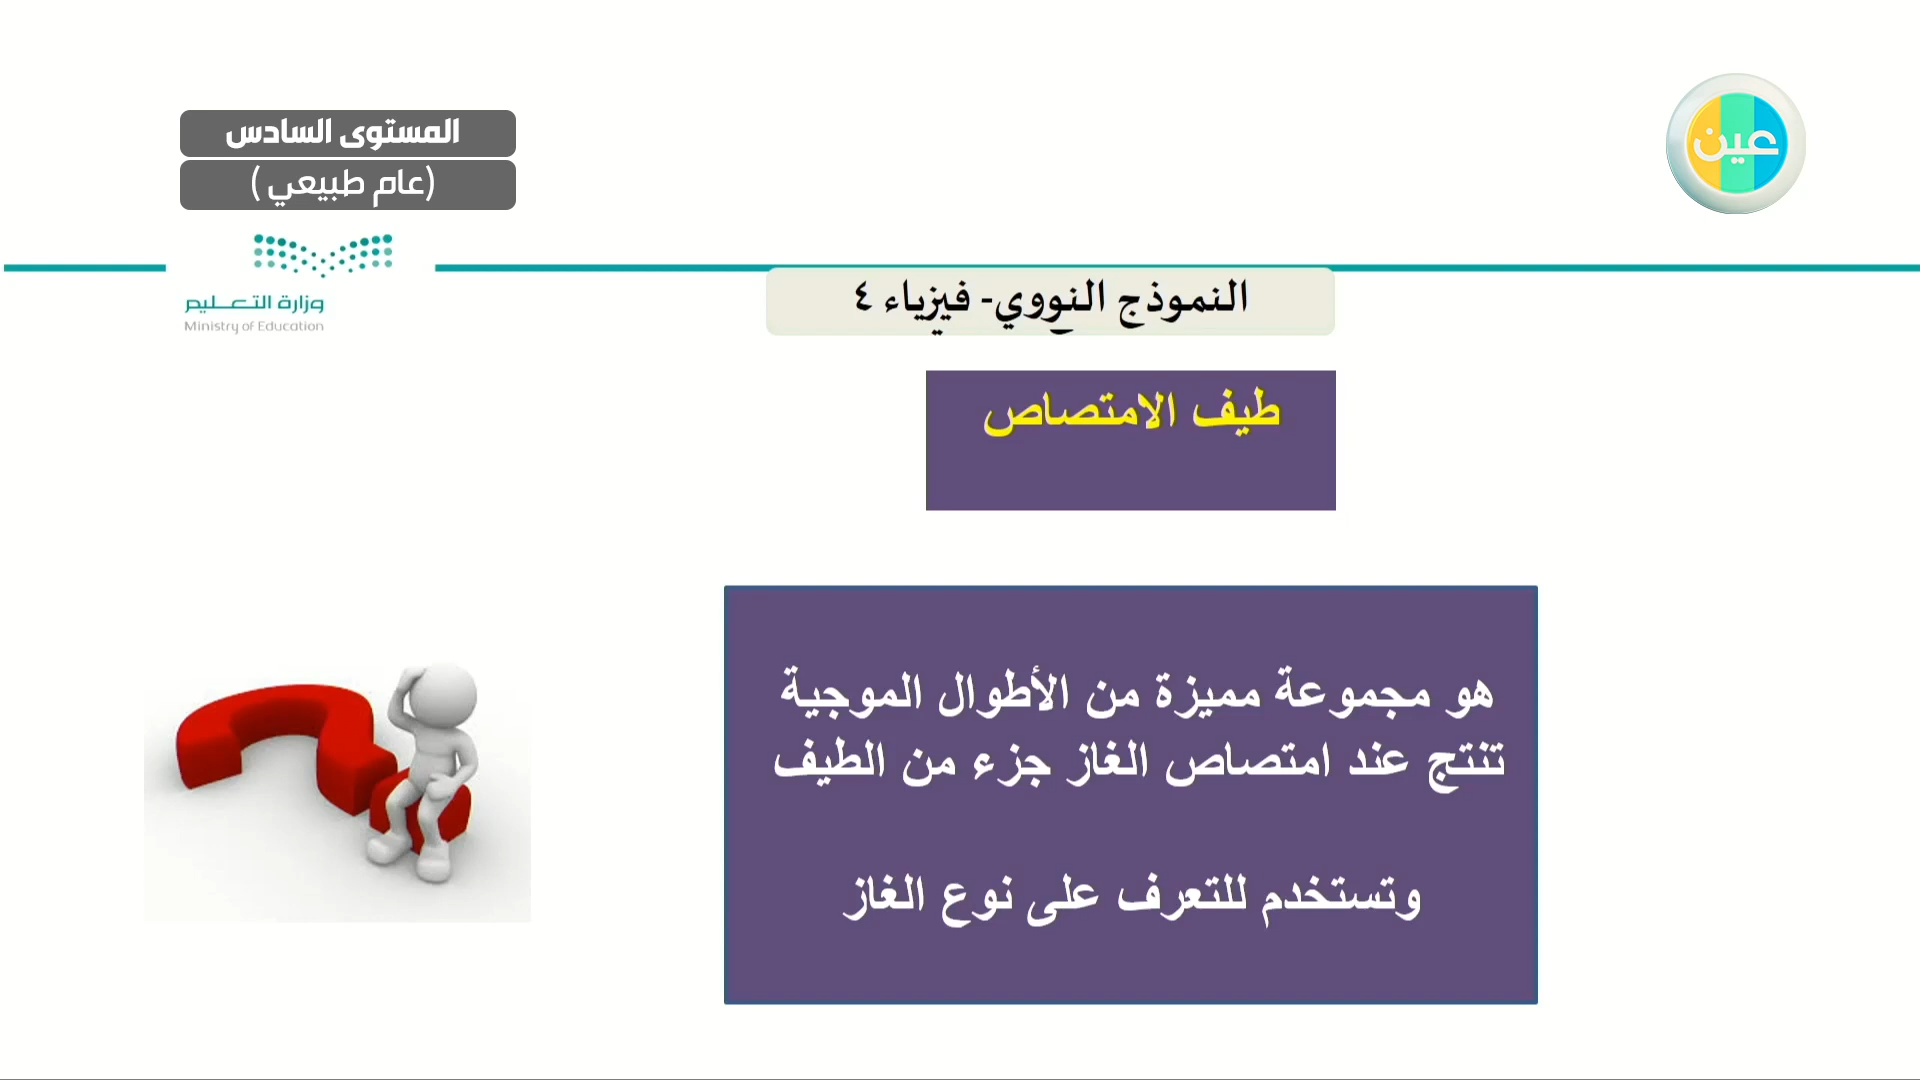 المستوى السادس
(عام طبيعي )
عين
وزارة التعليم
Ministry of Education
النموذج النووي- فيزياء ٤
طيف الامتصاص
هو مجموعة مميزة من الأطوال الموجية
تنتج عند امتصاص الغاز جزء من الطيف
وتستخدم للتعرف على نوع الغاز